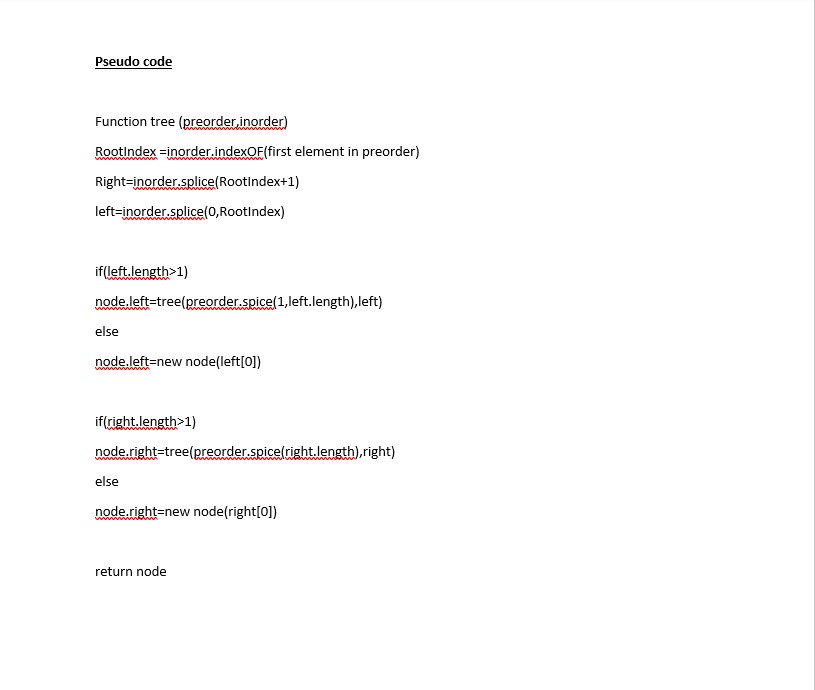 Pseudo code
Function tree (preorder,inorder)
RootIndex =inorder.indexOF(first element in preorder)
Right=inorder.splice(RootIndex+1)
left=inorder.splice(0,RootIndex)
if(left.length>1)
node.left=tree(preorder.spice(1,left.length),left)
else
node.left=new node(left[0])
if(right.length>1)
node.right=tree(preorder.spice(right.length),right)
else
node.right=new node(right[0])
return node